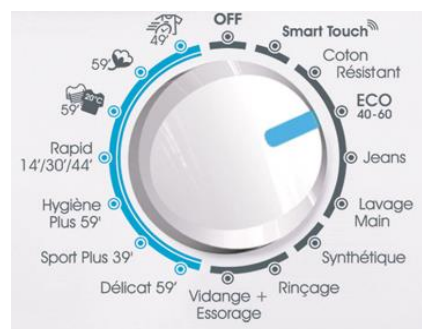 OFF
Smart Touch
Coton
Résistant
ECO
40-60
Jeans
Lavage
Main
Synthétique
Rinçage
Vidange +
Essorage
Délicat 59'
Sport Plus 39'
Hygiène
Plus 59'
Rapid
14'/30'/44'
59'
20°C
59'
49'